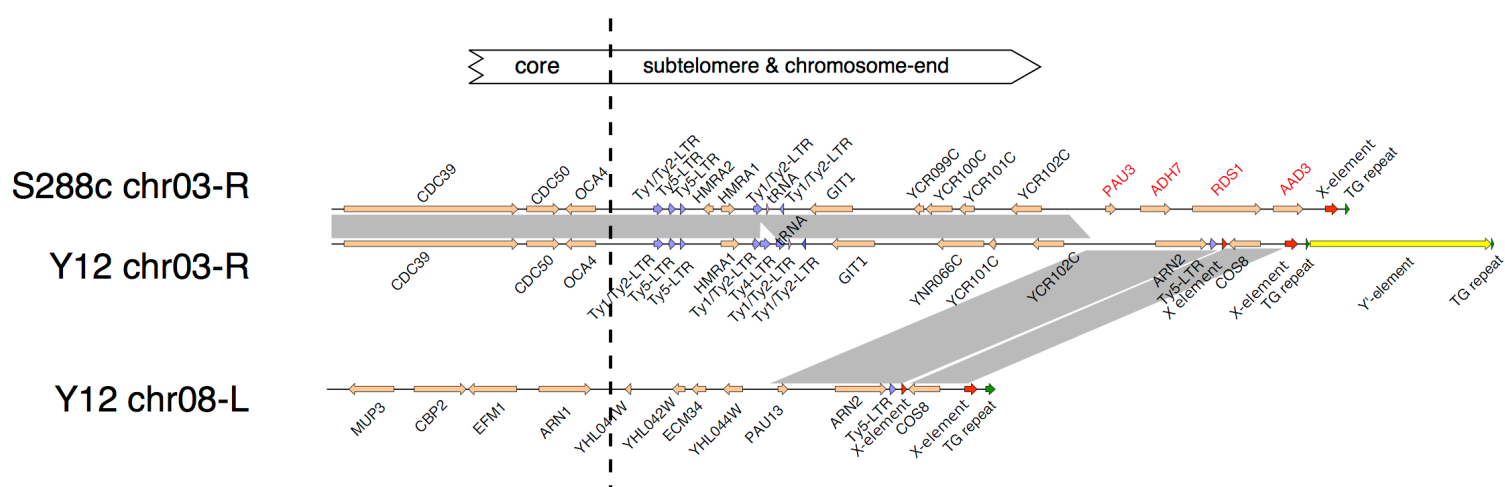 core
subtelomere & chromosome-end
S288c chr03-R
CDC39
CDC50
OCA4
Ty1/Ty2-LTR
Ty5-LTR
Ty5-LTR
HMRA2
HMRA1
Ty1/Ty2-LTR
tRNA
Ty1/Ty2-LTR
GIT1
YCR099C
YCR100C
YCR101C
YCR102C
PAU3
ADH7
RDS1
AAD3
X-element
TG repeat
Y12 chr03-R
CDC39
CDC50
OCA4
Ty1/Ty2-LTR
Ty5-LTR
Ty5-LTR
HMRA1
Ty1/Ty2-LTR
Ty4-LTR
Ty1/Ty2-LTR
tRNA
Ty1/Ty2-LTR
GIT1
YNR066C
YCR101C
YCR102C
ARN2
Ty5-LTR
X element
COS8
X-element
TG repeat
Y'-element
TG repeat
Y12 chr08-L
MUP3
CBP2
EFM1
ARN1
YHL041W
YHL042W
ECM34
YHL044W
PAU13
ARN2
Ty5-LTR
X-element
COS8
X-element
TG repeat